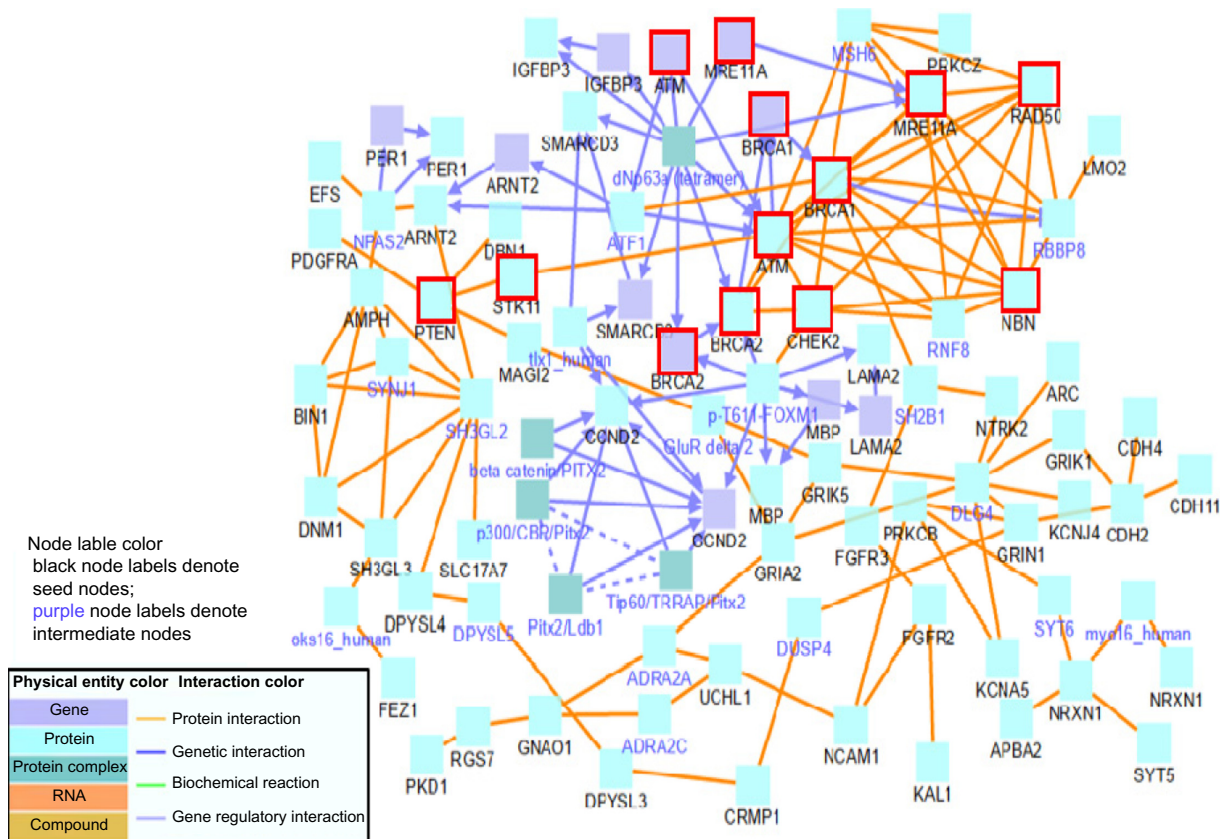 MSH6
PRKCZ
IGFBP3
IGFBP3
ATM
MRE11A
MRE11A
RAD50
PER1
PER1
SMARCD3
BRCA1
LMO2
EFS
ARNT2
dNp63a (tetramer)
BRCA1
NPAS2
ARNT2
DBN1
ATF1
ATM
RBBP8
PDGFRA
AMPH
PTEN
STK11
SMARCD3
BRCA2
CHEK2
RNF8
NBN
tlx1_human
MAGI2
BRCA2
LAMA2
ARC
BIN1
SYNJ1
SH3GL2
CCND2
p-T611-FOXM1
MBP
LAMA2
SH2B1
NTRK2
GRIK1
CDH4
GluR delta 2
beta catenin/PITX2
DNM1
p300/CBP/Pitx2
CCND2
MBP
GRIK5
PRKCB
DLG4
KCNJ4
CDH2
CDH11
Node lable color
black node labels denote
seed nodes;
purple node labels denote
intermediate nodes
SH3GL3
SLC17A7
GRIA2
FGFR3
GRIN1
Tip60/TRRAP/Pitx2
Pitx2/Ldb1
oks16_human
DPYSL4
DPYSL5
DUSP4
FGFR2
SYT6
myo16_human
Physical entity color Interaction color
Gene
Protein
Protein complex
RNA
Compound
Protein interaction
Genetic interaction
Biochemical reaction
Gene regulatory interaction
FEZ1
ADRA2A
UCHL1
KCNA5
NRXN1
NRXN1
PKD1
RGS7
GNAO1
ADRA2C
NCAM1
APBA2
SYT5
DPYSL3
CRMP1
KAL1